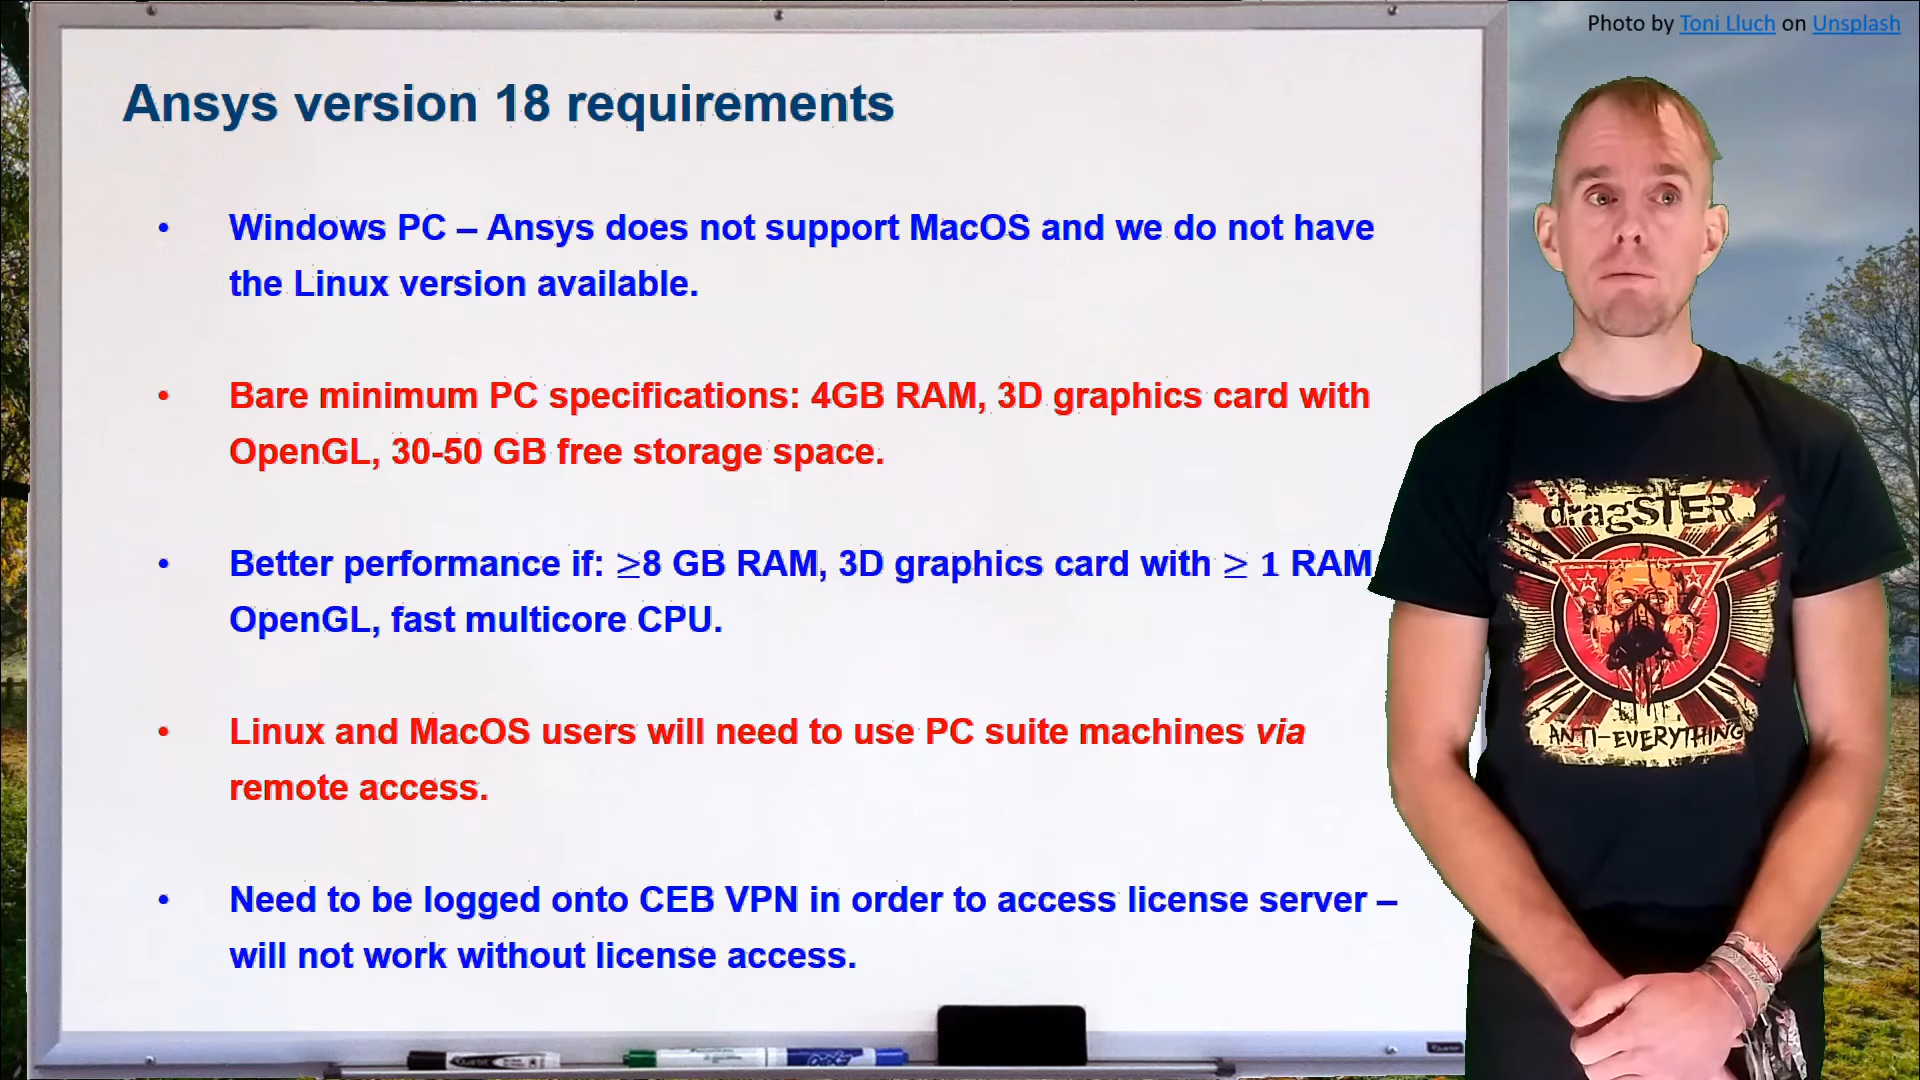 Photo by Toni Lluch on Unsplash
Ansys version 18 requirements
• Windows PC – Ansys does not support MacOS and we do not have
the Linux version available.
• Bare minimum PC specifications: 4GB RAM, 3D graphics card with
OpenGL, 30-50 GB free storage space.
• Better performance if: ≥8 GB RAM, 3D graphics card with ≥ 1 RAM
OpenGL, fast multicore CPU.
• Linux and MacOS users will need to use PC suite machines via
remote access.
• Need to be logged onto CEB VPN in order to access license server –
will not work without license access.
dragSTER
ANTI-EVERYTHING